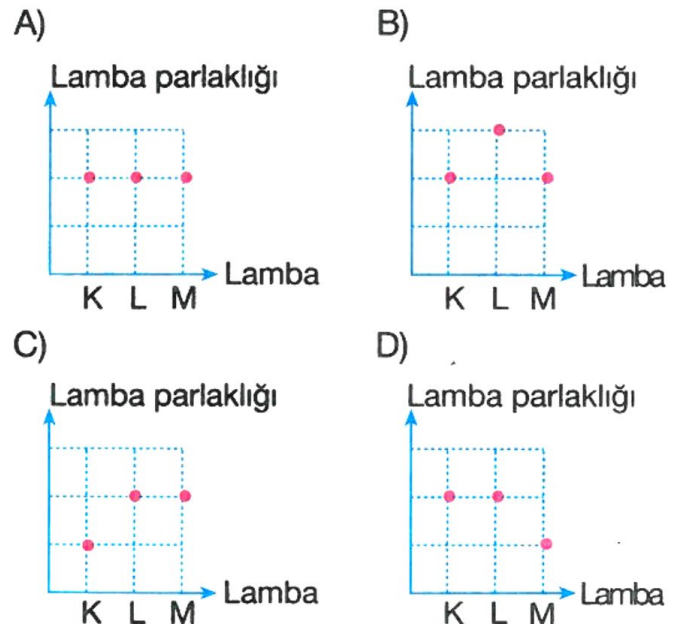 A)
Lamba parlaklığı
Lamba
K L M
B)
Lamba parlaklığı
Lamba
K L M
C)
Lamba parlaklığı
Lamba
K L M
D)
Lamba parlaklığı
Lamba
K L M